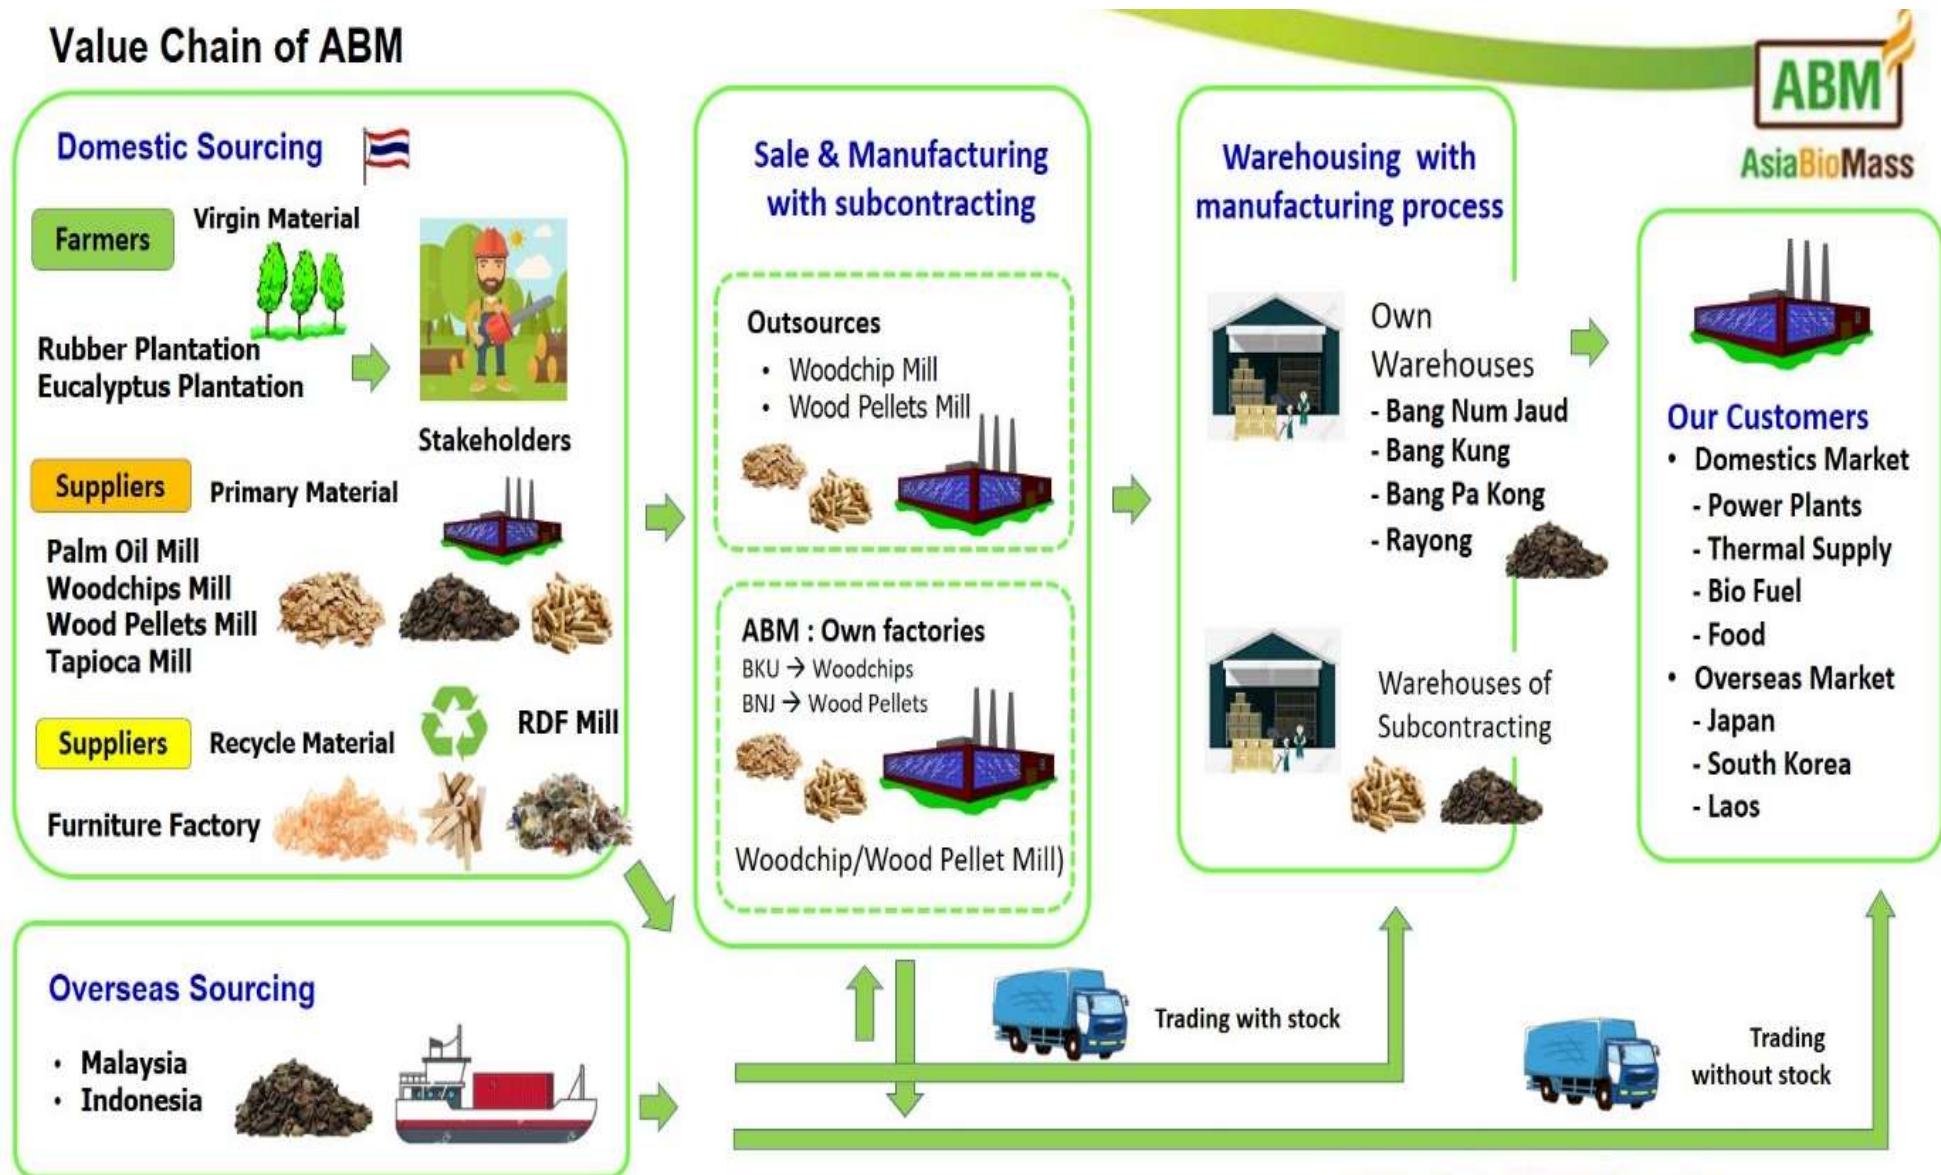 Value Chain of ABM
ABM
AsiaBioMass
Domestic Sourcing
Farmers
Virgin Material
Rubber Plantation
Eucalyptus Plantation
Stakeholders
Suppliers
Primary Material
Palm Oil Mill
Woodchips Mill
Wood Pellets Mill
Tapioca Mill
Suppliers
Recycle Material
RDF Mill
Furniture Factory
Overseas Sourcing
• Malaysia
• Indonesia
Sale & Manufacturing
with subcontracting
Outsources
• Woodchip Mill
• Wood Pellets Mill
ABM : Own factories
BKU → Woodchips
BNJ → Wood Pellets
Woodchip/Wood Pellet Mill)
Warehousing with
manufacturing process
Own
Warehouses
- Bang Num Jaud
- Bang Kung
- Bang Pa Kong
- Rayong
Warehouses of
Subcontracting
Our Customers
• Domestics Market
- Power Plants
- Thermal Supply
- Bio Fuel
- Food
• Overseas Market
- Japan
- South Korea
- Laos
Trading with stock
Trading
without stock